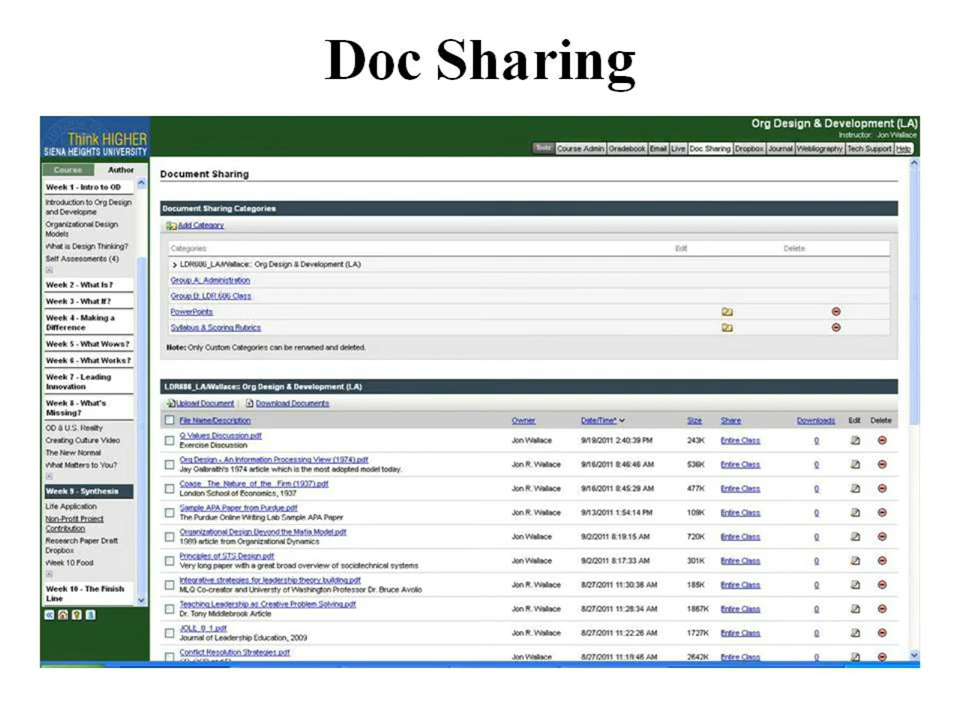 Doc Sharing
Think HIGHER
SIENA HEIGHTS UNIVERSITY
Org Design & Development (LA)
Instructor: Jon Wallace
Tools Course Admin Gradebook Email Live Doc Sharing Dropbox Journal Webliography Tech Support Help
Course Author
Week 1 - Intro to OD
Introduction to Org Design
and Developme
Organizational Design
Models
What is Design Thinking?
Self Assessments (4)
Week 2 - What Is?
Week 3 - What If?
Week 4 - Making a
Difference
Week 5 - What Wows?
Week 6 - What Works?
Week 7 - Leading
Innovation
Week 8 - What's
Missing?
OD & U.S. Reality
Creating Culture Video
The New Normal
What Matters to You?
Week 9 - Synthesis
Life Application
Non-Profit Project
Contribution
Research Paper Draft
Dropbox
Week 10 Food
Week 10 - The Finish
Line
Document Sharing
Document Sharing Categories
Add Category
Categories Edit Delete
> LDR686_LA/Wallace:: Org Design & Development (LA)
Group A: Administration
Group B: LDR 686 Class
PowerPoints
Syllabus & Scoring Rubrics
Note: Only Custom Categories can be renamed and deleted.
LDR686_LA/Wallace:: Org Design & Development (LA)
Upload Document | Download Documents
File Name/Description Owner Date/Time* Size Share Downloads Edit Delete
Q Values Discussion.pdf
Exercise Discussion Jon Wallace 9/19/2011 2:40:39 PM 243K Entire Class 0
Org Design - An Information Processing View (1974).pdf
Jay Galbraith's 1974 article which is the most adopted model today. Jon R. Wallace 9/16/2011 8:46:46 AM 536K Entire Class 0
Coase_The_Nature_of_the_Firm (1937).pdf
London School of Economics, 1937 Jon R. Wallace 9/16/2011 8:45:29 AM 477K Entire Class 0
Sample APA Paper from Purdue.pdf
The Purdue Online Writing Lab Sample APA Paper Jon R. Wallace 9/13/2011 1:54:14 PM 109K Entire Class 0
Organizational Design Beyond the Mafia Model.pdf
1989 article from Organizational Dynamics Jon R. Wallace 9/2/2011 8:19:15 AM 720K Entire Class 0
Principles of STS Design.pdf
Very long paper with a great broad overview of sociotechnical systems Jon R. Wallace 9/2/2011 8:17:33 AM 301K Entire Class 0
Integrative strategies for leadership theory building.pdf
MLQ Co-creator and University of Washington Professor Dr. Bruce Avolio Jon R. Wallace 8/27/2011 11:30:36 AM 185K Entire Class 0
Teaching Leadership as Creative Problem Solving.pdf
Dr. Tony Middlebrook Article Jon R. Wallace 8/27/2011 11:28:34 AM 1867K Entire Class 0
JOLE_8_1.pdf
Journal of Leadership Education, 2009 Jon R. Wallace 8/27/2011 11:22:26 AM 1727K Entire Class 0
Conflict Resolution Strategies.pdf
Jon Wallace 8/27/2011 11:19:46 AM 2642K Entire Class 0